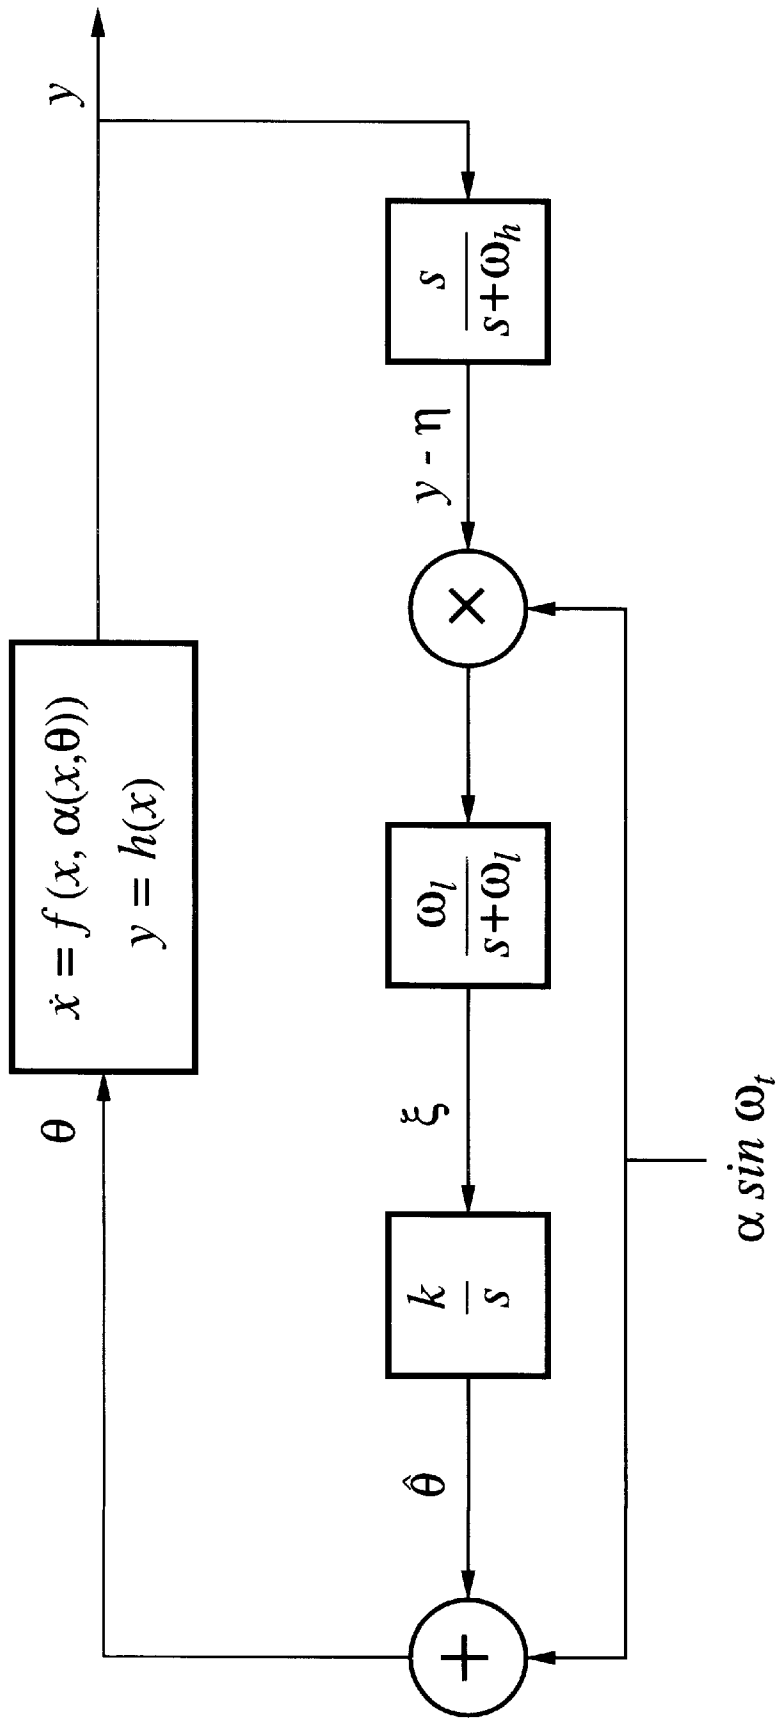 θ
ẋ = f (x, α(x,θ))
y = h(x)
y
+
θ̂
k
s
ξ
ω_l
s+ω_l
×
y - η
s
s+ω_h
α sin ω_t